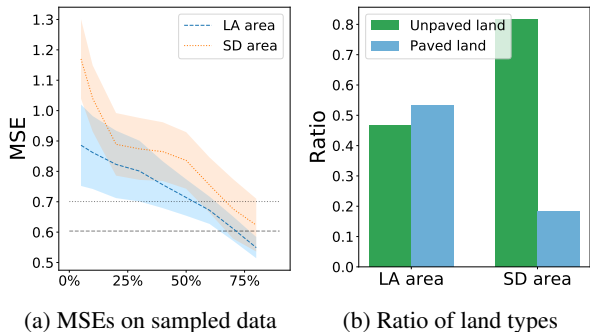 1.3
1.2
1.1
1.0
0.9
0.8
0.7
0.6
0.5
MSE
LA area
SD area
0% 25% 50% 75%
(a) MSEs on sampled data
0.8
0.7
0.6
0.5
0.4
0.3
0.2
0.1
0.0
Ratio
Unpaved land
Paved land
LA area SD area
(b) Ratio of land types